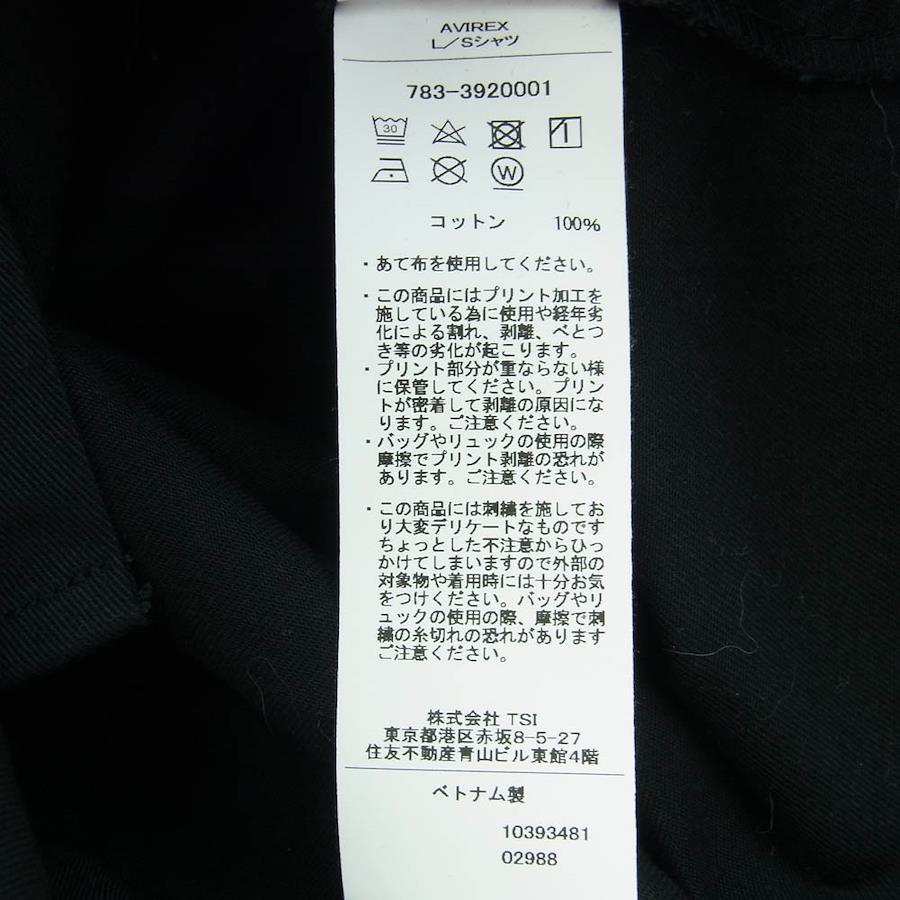 AVIREX
L/Sシャツ
783-3920001
30
W
コットン 100%
・あて布を使用してください。
・この商品にはプリント加工を
施している為に使用や経年劣
化による割れ、剥離、べとつ
き等の劣化が起こります。
・プリント部分が重ならない様
に保管してください。プリン
トが密着して剥離の原因にな
ります。ご注意ください。
・バッグやリュックの使用の際
摩擦でプリント剥離の恐れが
あります。ご注意ください。
・この商品には刺繍を施してお
り大変デリケートなものです
ちょっとした不注意からひっ
かけてしまいますので外部の
対象物や着用時には十分お気
をつけください。バッグやリ
ュックの使用の際、摩擦で刺
繍の糸切れの恐れがあります
ご注意ください。
株式会社 TSI
東京都港区赤坂8-5-27
住友不動産青山ビル東館4階
ベトナム製
10393481
02988